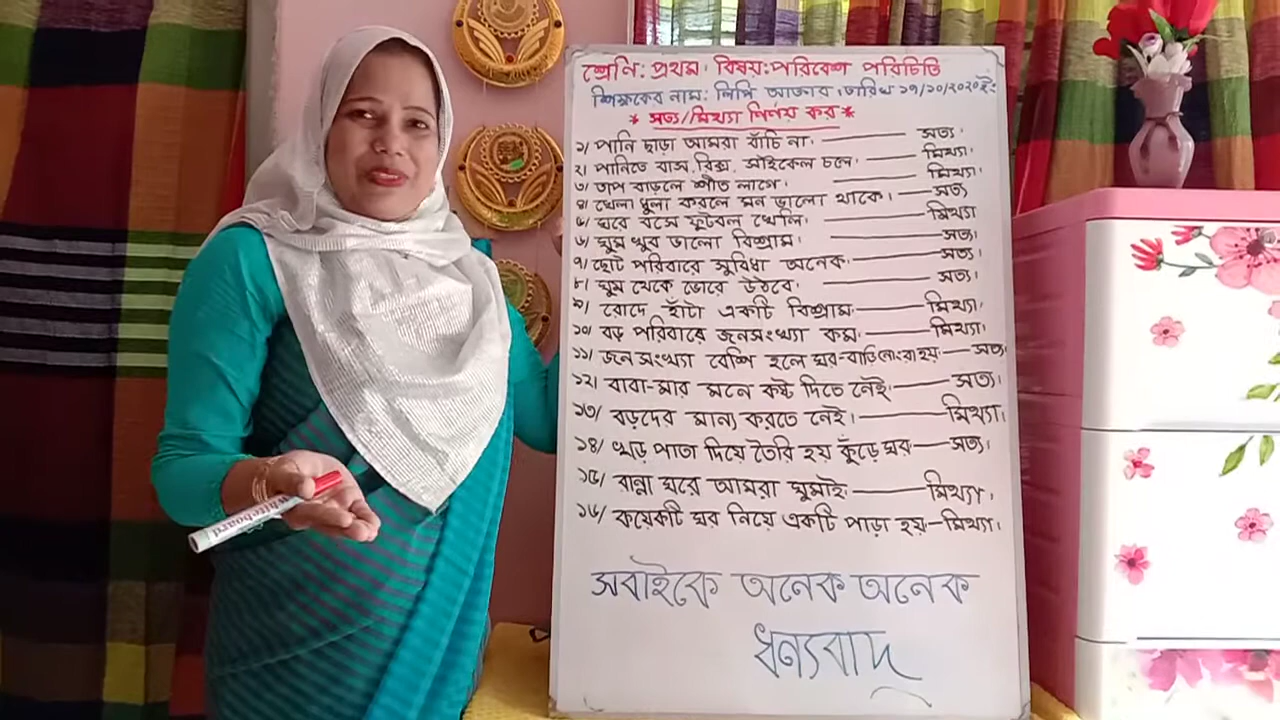 শ্রেণি: প্রথম, বিষয়: পরিবেশ পরিচিতি
শিক্ষকের নাম: লিপি আক্তার, তারিখ ১৭/১০/২০২০ইং
* সত্য/মিথ্যা নির্ণয় কর *
১/ পানি ছাড়া আমরা বাঁচি না। — সত্য।
২। পানিতে বাস, রিক্স, সাইকেল চলে। — মিথ্যা।
৩/ তাপ বাড়লে শীত লাগে। — মিথ্যা।
৪। খেলা ধুলা করলে মন ভালো থাকে। — সত্য
৫/ ঘরে বসে ফুটবল খেলি। — মিথ্যা
৬/ ঘুম খুব ভালো বিশ্রাম। — সত্য।
৭/ ছোট পরিবারে সুবিধা অনেক। — সত্য।
৮/ ঘুম থেকে ভোরে উঠবে। — সত্য।
৯/ রোদে হাঁটা একটি বিশ্রাম। — মিথ্যা।
১০/ বড় পরিবারে জনসংখ্যা কম। — মিথ্যা।
১১/ জনসংখ্যা বেশি হলে ঘর-বাড়ি নোংরা হয় — সত্য।
১২। বাবা-মার মনে কষ্ট দিতে নেই। — সত্য।
১৩/ বড়দের মান্য করতে নেই। — মিথ্যা।
১৪/ খড় পাতা দিয়ে তৈরি হয় কুঁড়ে ঘর — সত্য।
১৫/ রান্না ঘরে আমরা ঘুমাই। — মিথ্যা।
১৬/ কয়েকটি ঘর নিয়ে একটি পাড়া হয় — মিথ্যা।
সবাইকে অনেক অনেক
ধন্যবাদ